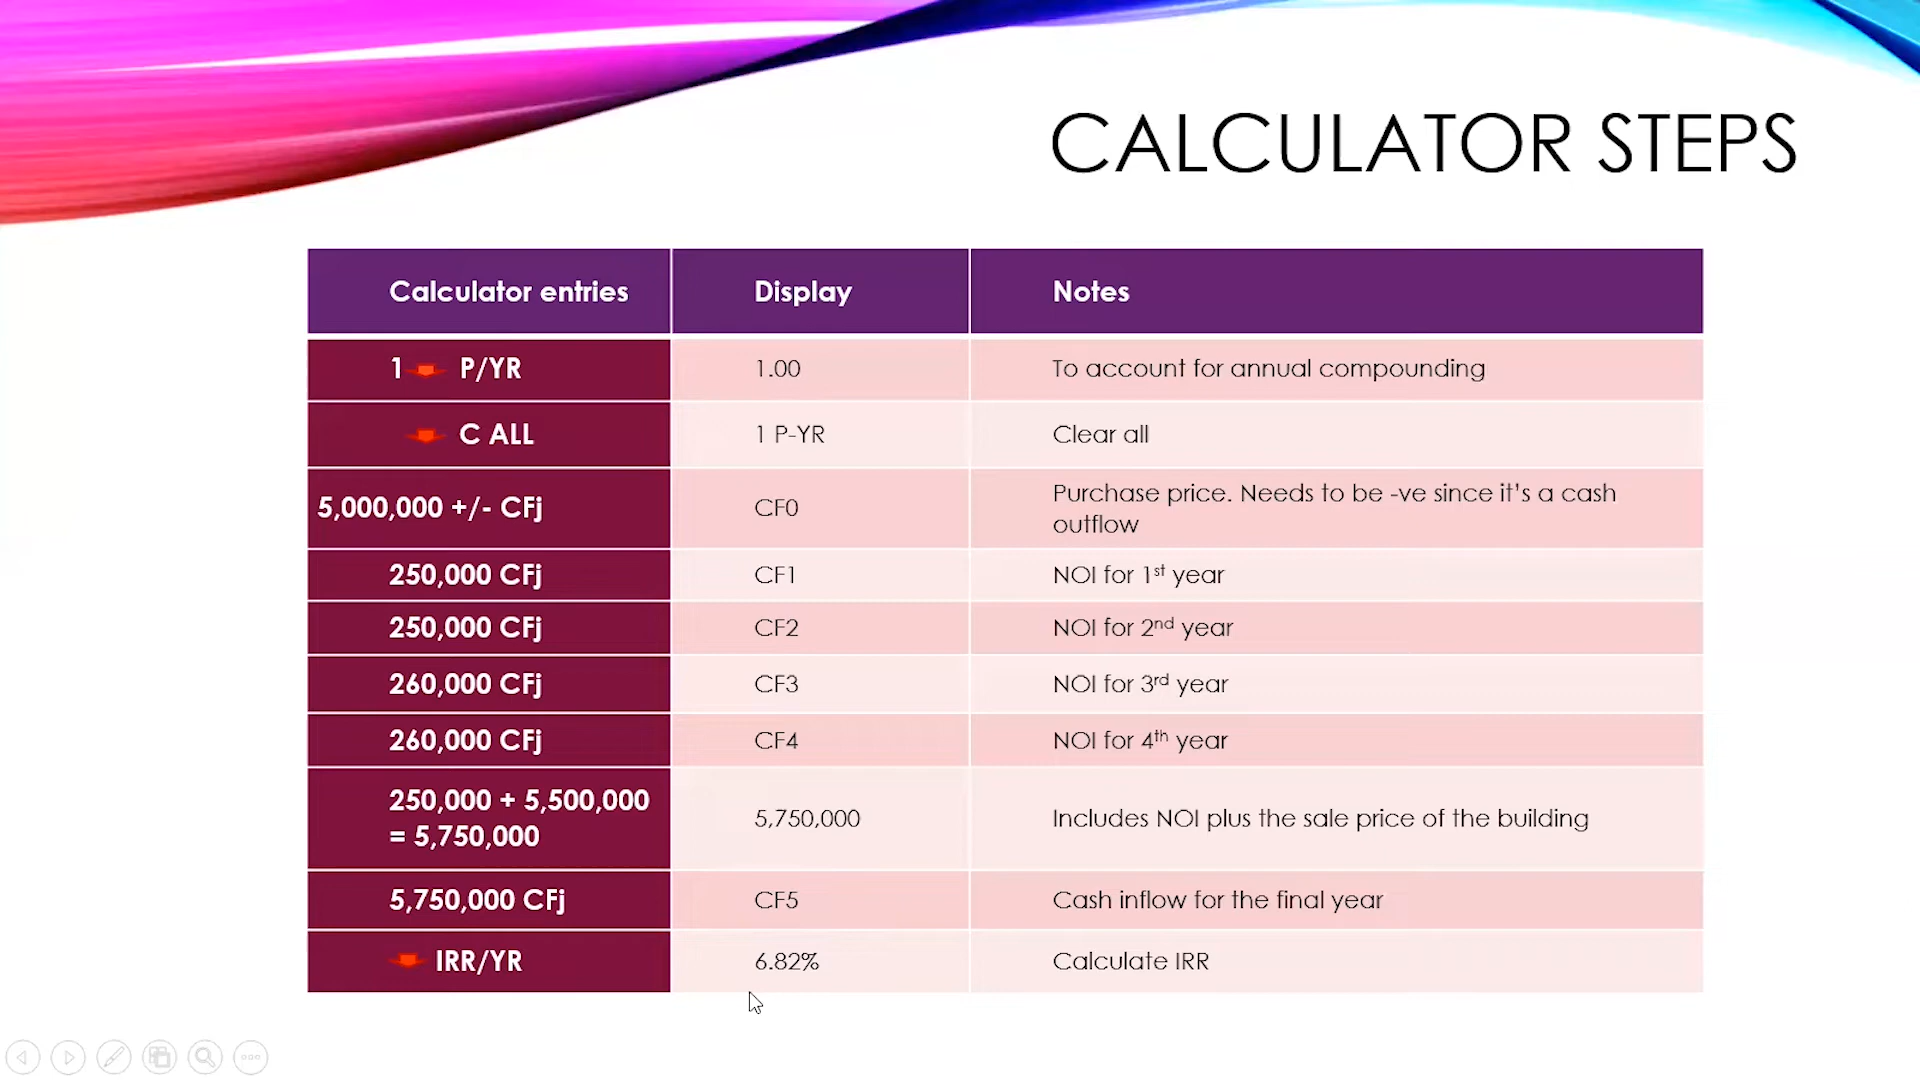 CALCULATOR STEPS
Calculator entries Display Notes
1 P/YR 1.00 To account for annual compounding
C ALL 1 P-YR Clear all
5,000,000 +/- CFj CF0 Purchase price. Needs to be -ve since it's a cash
outflow
250,000 CFj CF1 NOI for 1st year
250,000 CFj CF2 NOI for 2nd year
260,000 CFj CF3 NOI for 3rd year
260,000 CFj CF4 NOI for 4th year
250,000 + 5,500,000
= 5,750,000 5,750,000 Includes NOI plus the sale price of the building
5,750,000 CFj CF5 Cash inflow for the final year
IRR/YR 6.82% Calculate IRR